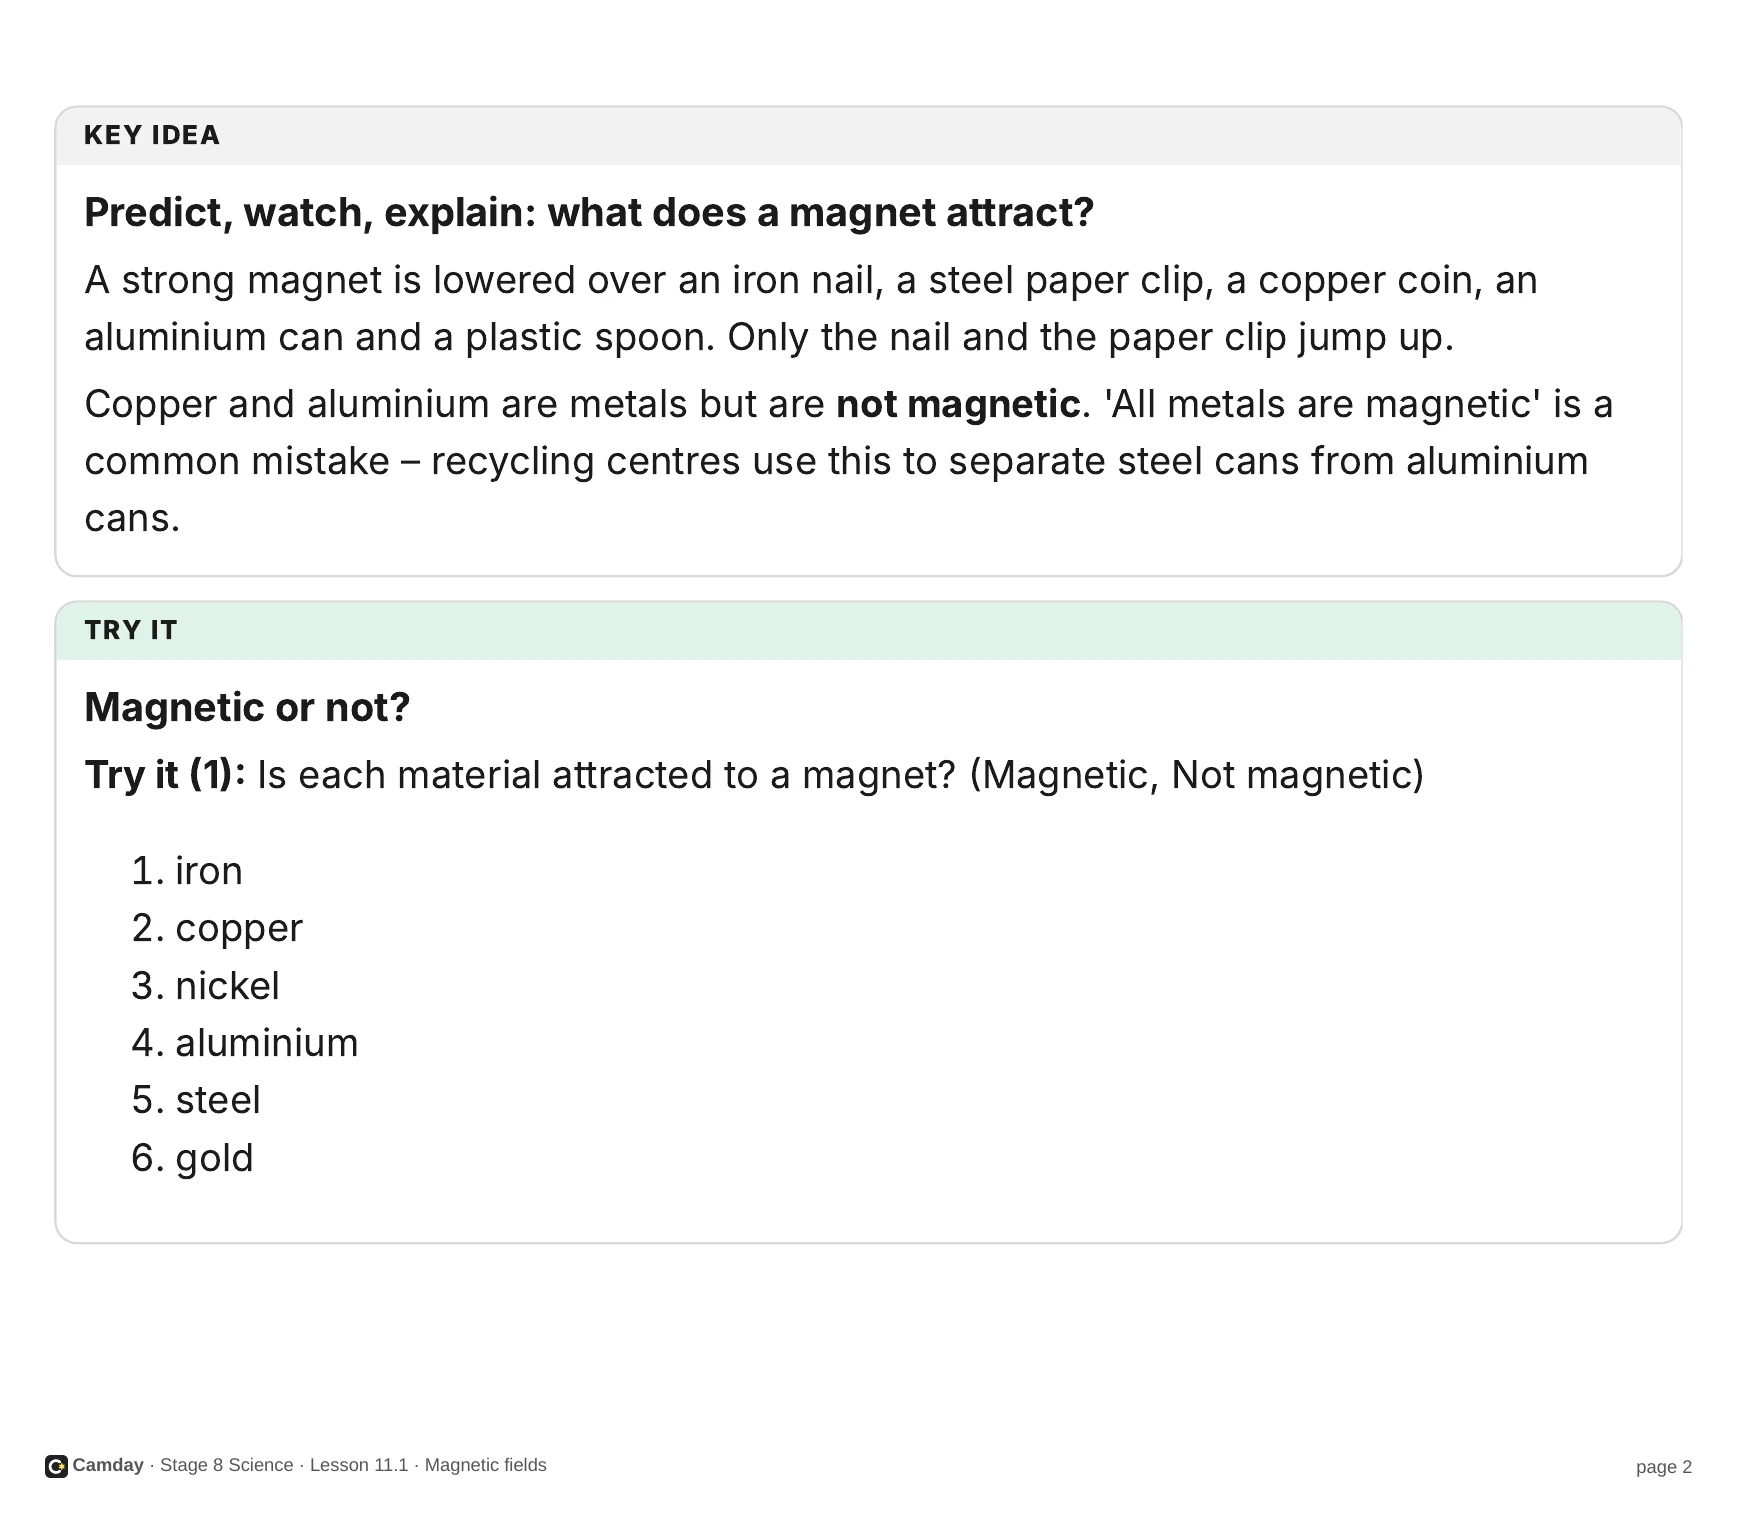 KEY IDEA
Predict, watch, explain: what does a magnet attract?
A strong magnet is lowered over an iron nail, a steel paper clip, a copper coin, an
aluminium can and a plastic spoon. Only the nail and the paper clip jump up.
Copper and aluminium are metals but are not magnetic. 'All metals are magnetic' is a
common mistake – recycling centres use this to separate steel cans from aluminium
cans.
TRY IT
Magnetic or not?
Try it (1): Is each material attracted to a magnet? (Magnetic, Not magnetic)
1. iron
2. copper
3. nickel
4. aluminium
5. steel
6. gold
Camday · Stage 8 Science · Lesson 11.1 · Magnetic fields
page 2